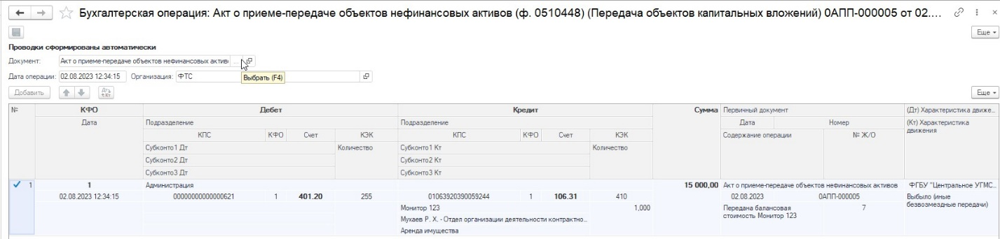 Бухгалтерская операция: Акт о приеме-передаче объектов нефинансовых активов (ф. 0510448) (Передача объектов капитальных вложений) 0АПП-000005 от 02....
Еще
Проводки сформированы автоматически
Документ: Акт о приеме-передаче объектов нефинансовых активо ...
Дата операции: 02.08.2023 12:34:15 Организация: ФТС
Выбрать (F4)
Добавить Дт Кт Еще
№ КФО Дебет Кредит Сумма Первичный документ (Дт) Характеристика движе...
Дата Подразделение Подразделение Дата Номер (Кт) Характеристика движения
КПС КФО Счет КЭК КПС КФО Счет КЭК Содержание операции № Ж/О
Субконто1 Дт Количество Субконто1 Кт Количество
Субконто2 Дт Субконто2 Кт
Субконто3 Дт Субконто3 Кт
1 1 Администрация 15 000,00 Акт о приеме-передаче объектов нефинансовых активов ФГБУ "Центральное УГМС...
02.08.2023 12:34:15 00000000000000621 1 401.20 255 01063920390059244 1 106.31 410 02.08.2023 0АПП-000005 Выбыло (иные безвозмездные передачи)
Монитор 123 1,000 Передана балансовая стоимость Монитор 123 7
Мухаев Р. Х. - Отдел организации деятельности контрактно...
Аренда имущества